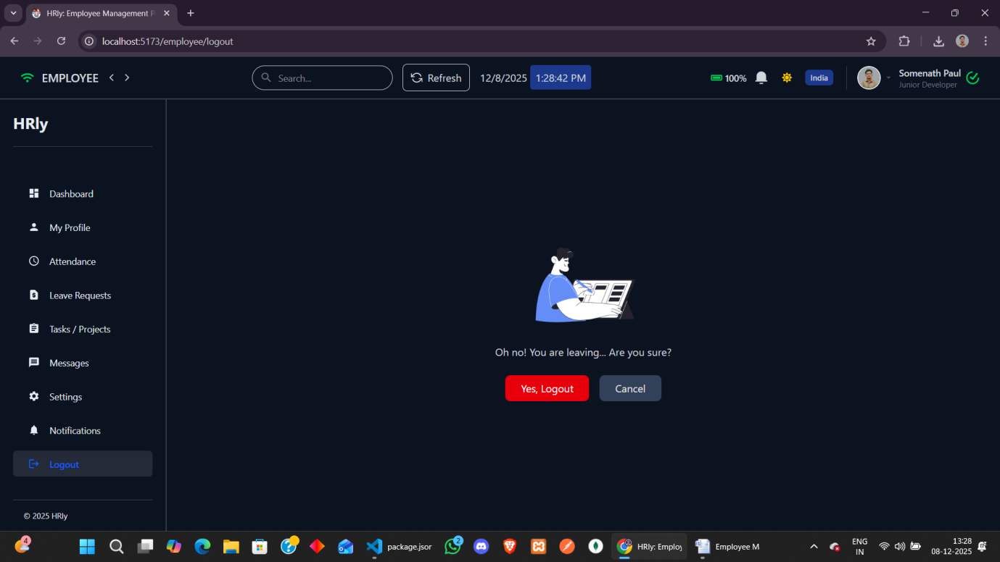 HRly: Employee Management P
localhost:5173/employee/logout
EMPLOYEE
Search...
Refresh
12/8/2025
1:28:42 PM
100%
India
Somenath Paul
Junior Developer
HRly
Dashboard
My Profile
Attendance
Leave Requests
Tasks / Projects
Messages
Settings
Notifications
Logout
© 2025 HRly
Oh no! You are leaving... Are you sure?
Yes, Logout
Cancel
4
package.jsor
2
HRly: Employ
Employee M
ENG
IN
13:28
08-12-2025